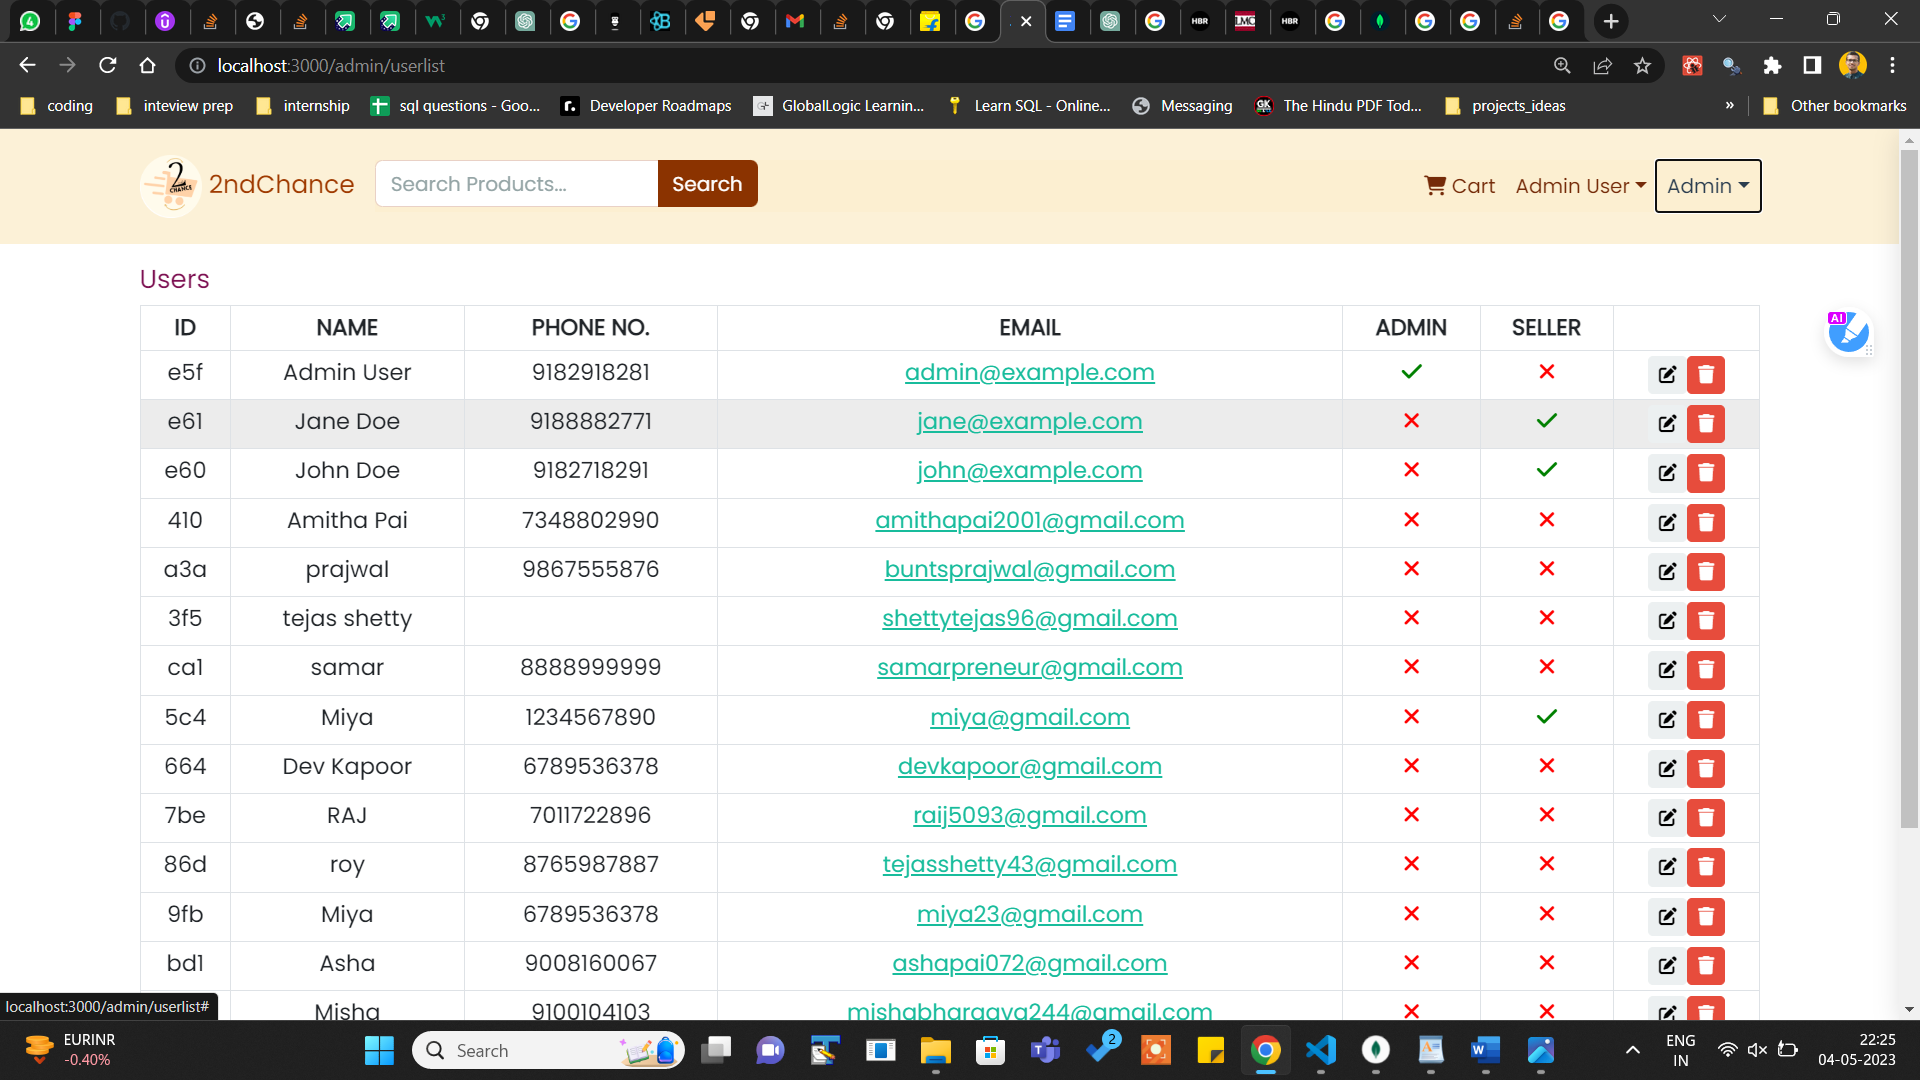 localhost:3000/admin/userlist
coding inteview prep internship sql questions - Goo... Developer Roadmaps GlobalLogic Learnin... Learn SQL - Online... Messaging The Hindu PDF Tod... projects_ideas » Other bookmarks
2 CHANCE 2ndChance Search Products... Search Cart Admin User Admin
Users
ID NAME PHONE NO. EMAIL ADMIN SELLER
AI
e5f Admin User 9182918281 admin@example.com
e61 Jane Doe 9188882771 jane@example.com
e60 John Doe 9182718291 john@example.com
410 Amitha Pai 7348802990 amithapai2001@gmail.com
a3a prajwal 9867555876 buntsprajwal@gmail.com
3f5 tejas shetty shettytejas96@gmail.com
ca1 samar 8888999999 samarpreneur@gmail.com
5c4 Miya 1234567890 miya@gmail.com
664 Dev Kapoor 6789536378 devkapoor@gmail.com
7be RAJ 7011722896 raij5093@gmail.com
86d roy 8765987887 tejasshetty43@gmail.com
9fb Miya 6789536378 miya23@gmail.com
bd1 Asha 9008160067 ashapai072@gmail.com
Misha 9100104103 mishabhargava244@gmail.com
localhost:3000/admin/userlist#
EURINR
-0.40%
Search
2
ENG
IN
22:25
04-05-2023